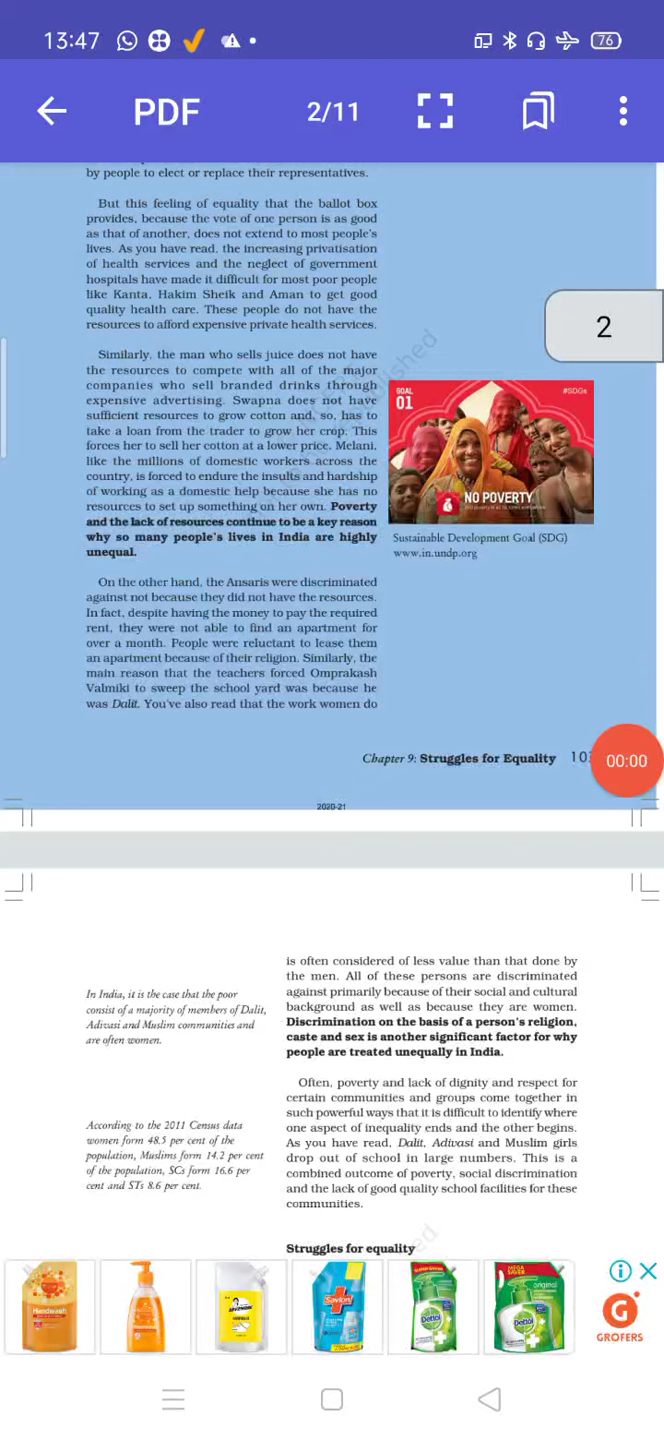 13:47
76
PDF
2/11
by people to elect or replace their representatives.
But this feeling of equality that the ballot box
provides, because the vote of one person is as good
as that of another, does not extend to most people's
lives. As you have read, the increasing privatisation
of health services and the neglect of government
hospitals have made it difficult for most poor people
like Kanta, Hakim Sheik and Aman to get good
quality health care. These people do not have the
resources to afford expensive private health services.
2
Similarly, the man who sells juice does not have
the resources to compete with all of the major
companies who sell branded drinks through
expensive advertising. Swapna does not have
sufficient resources to grow cotton and, so, has to
take a loan from the trader to grow her crop. This
forces her to sell her cotton at a lower price. Melani,
like the millions of domestic workers across the
country, is forced to endure the insults and hardship
of working as a domestic help because she has no
resources to set up something on her own. Poverty
and the lack of resources continue to be a key reason
why so many people's lives in India are highly
unequal.
GOAL
01
#SDGs
NO POVERTY
Sustainable Development Goal (SDG)
www.in.undp.org
On the other hand, the Ansaris were discriminated
against not because they did not have the resources.
In fact, despite having the money to pay the required
rent, they were not able to find an apartment for
over a month. People were reluctant to lease them
an apartment because of their religion. Similarly, the
main reason that the teachers forced Omprakash
Valmiki to sweep the school yard was because he
was Dalit. You've also read that the work women do
Chapter 9: Struggles for Equality
00:00
2020-21
is often considered of less value than that done by
the men. All of these persons are discriminated
against primarily because of their social and cultural
background as well as because they are women.
Discrimination on the basis of a person's religion,
caste and sex is another significant factor for why
people are treated unequally in India.
In India, it is the case that the poor
consist of a majority of members of Dalit,
Adivasi and Muslim communities and
are often women.
Often, poverty and lack of dignity and respect for
certain communities and groups come together in
such powerful ways that it is difficult to identify where
one aspect of inequality ends and the other begins.
As you have read, Dalit, Adivasi and Muslim girls
drop out of school in large numbers. This is a
combined outcome of poverty, social discrimination
and the lack of good quality school facilities for these
communities.
According to the 2011 Census data
women form 48.5 per cent of the
population, Muslims form 14.2 per cent
of the population, SCs form 16.6 per
cent and STs 8.6 per cent.
Struggles for equality
Handwash
Savlon
Dettol
MEGA
SAVER
original
Dettol
GROFERS